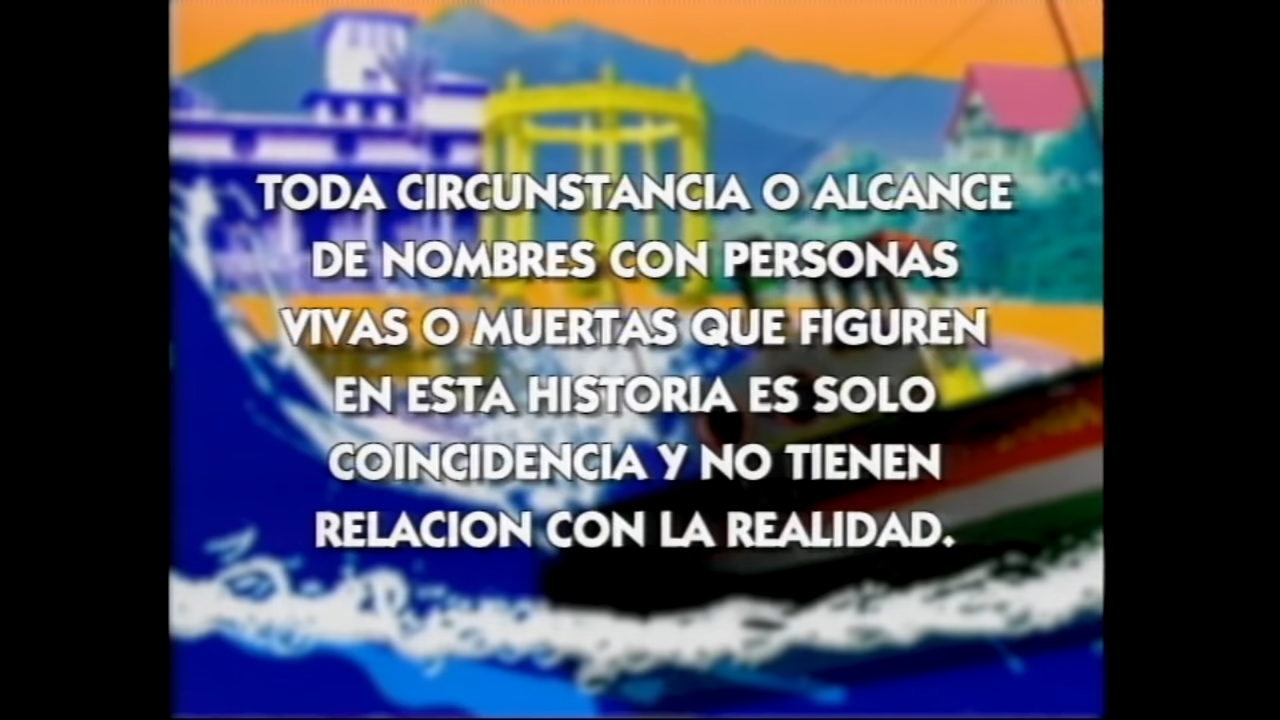 TODA CIRCUNSTANCIA O ALCANCE
DE NOMBRES CON PERSONAS
VIVAS O MUERTAS QUE FIGUREN
EN ESTA HISTORIA ES SOLO
COINCIDENCIA Y NO TIENEN
RELACION CON LA REALIDAD.